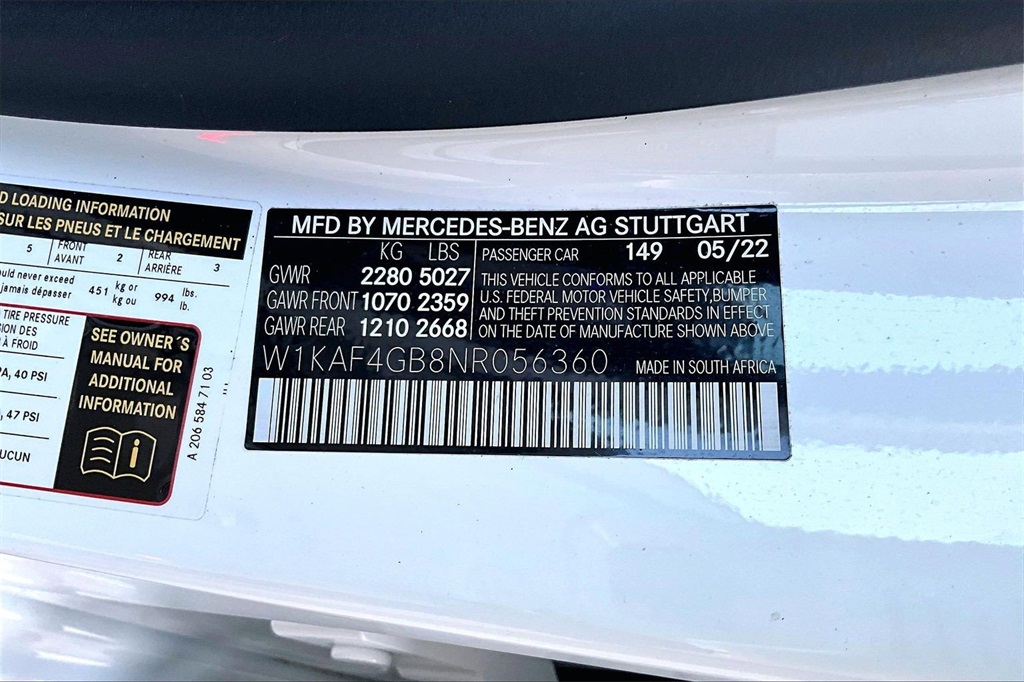 D LOADING INFORMATION
SUR LES PNEUS ET LE CHARGEMENT
5 FRONT AVANT 2 REAR ARRIÈRE 3
ould never exceed
jamais dépasser 451 kg or kg ou 994 lbs. lb.
TIRE PRESSURE
SION DES
À FROID
A, 40 PSI
, 47 PSI
UCUN
SEE OWNER´S
MANUAL FOR
ADDITIONAL
INFORMATION
A 206 584 71 03
MFD BY MERCEDES-BENZ AG STUTTGART
KG LBS
GVWR 2280 5027
GAWR FRONT 1070 2359
GAWR REAR 1210 2668
PASSENGER CAR 149 05/22
THIS VEHICLE CONFORMS TO ALL APPLICABLE
U.S. FEDERAL MOTOR VEHICLE SAFETY,BUMPER
AND THEFT PREVENTION STANDARDS IN EFFECT
ON THE DATE OF MANUFACTURE SHOWN ABOVE
W1KAF4GB8NR056360 MADE IN SOUTH AFRICA